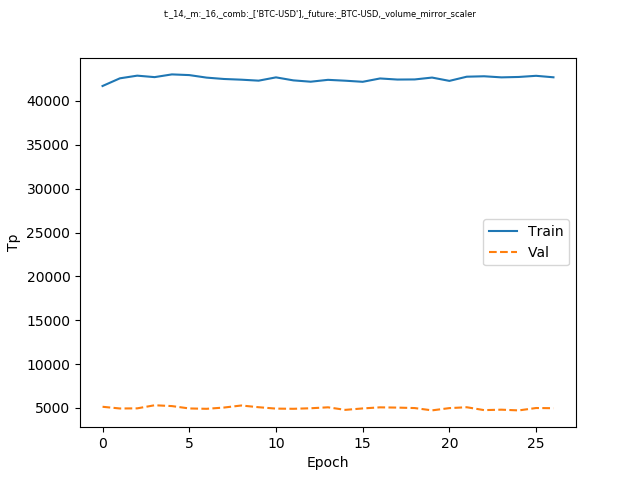 t:_14,_m:_16,_comb:_['BTC-USD'],_future:_BTC-USD,_volume_mirror_scaler
40000
35000
30000
25000
20000
15000
10000
5000
Tp
Train
Val
0 5 10 15 20 25
Epoch